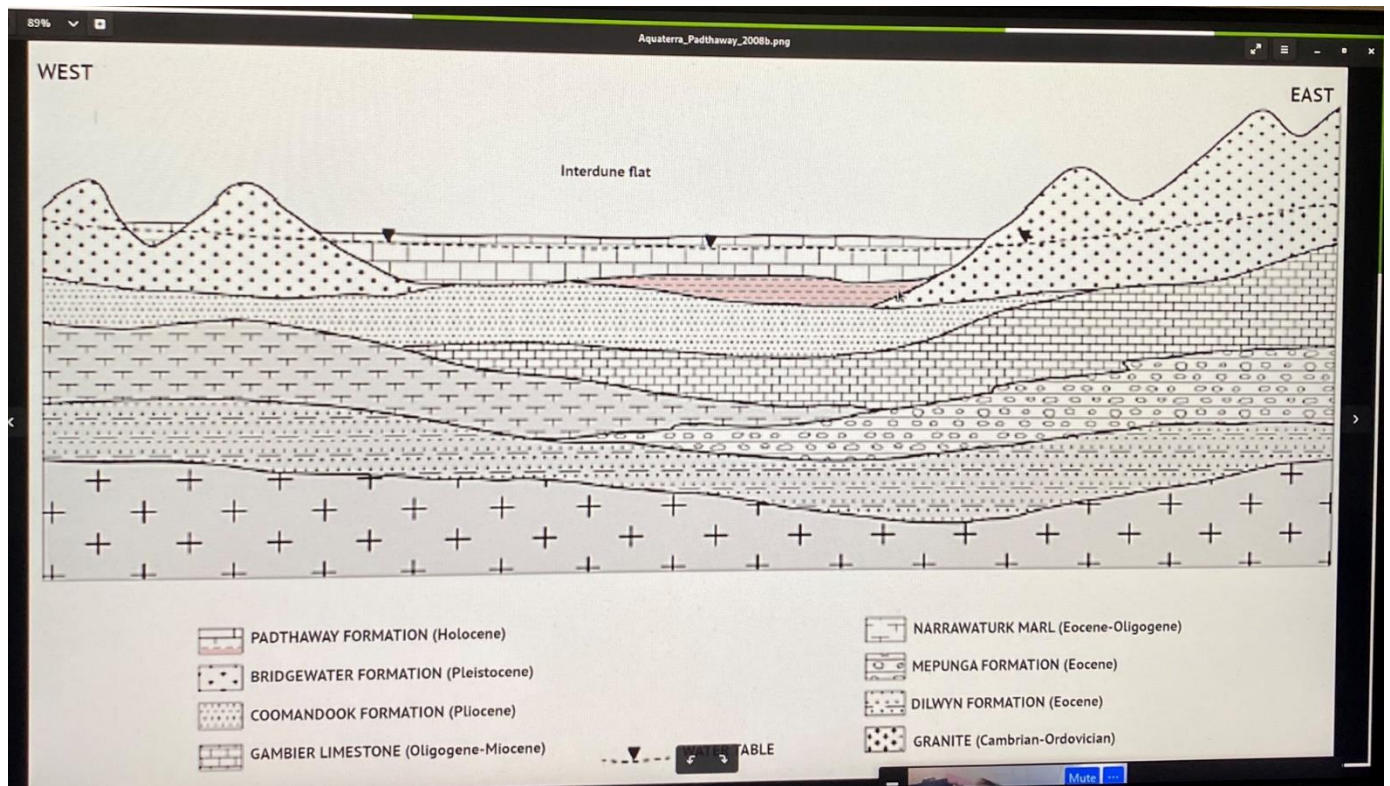 89%
Aquaterra_Padthaway_2008b.png
WEST
EAST
Interdune flat
PADTHAWAY FORMATION (Holocene)
BRIDGEWATER FORMATION (Pleistocene)
COOMANDOOK FORMATION (Pliocene)
GAMBIER LIMESTONE (Oligogene-Miocene)
WATER TABLE
NARRAWATURK MARL (Eocene-Oligogene)
MEPUNGA FORMATION (Eocene)
DILWYN FORMATION (Eocene)
GRANITE (Cambrian-Ordovician)
Mute